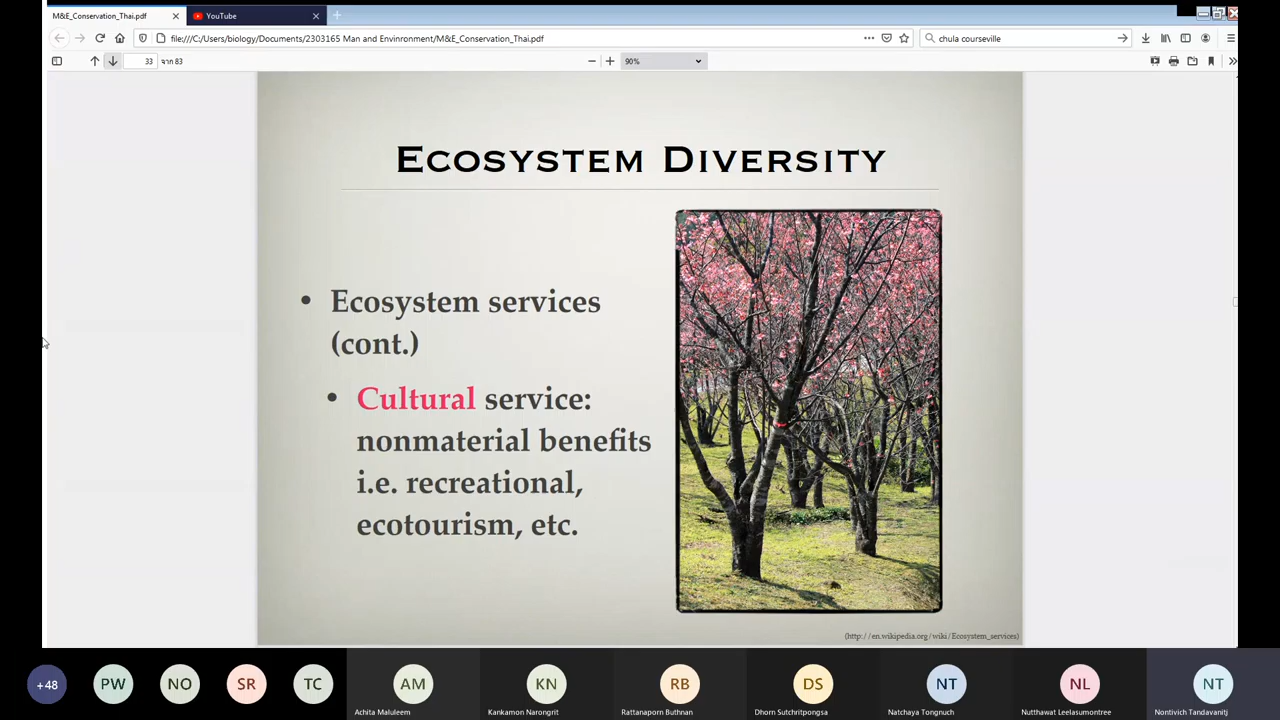 M&E_Conservation_Thai.pdf
YouTube
file:///C:/Users/biology/Documents/2303165 Man and Envinronment/M&E_Conservation_Thai.pdf
chula courseville
33 จาก 83
90%
Ecosystem Diversity
• Ecosystem services
(cont.)
• Cultural service:
nonmaterial benefits
i.e. recreational,
ecotourism, etc.
(http://en.wikipedia.org/wiki/Ecosystem_services)
+48
PW
NO
SR
TC
AM
KN
RB
DS
NT
NL
NT
Achita Maluleem
Kankamon Narongrit
Rattanaporn Buthnan
Dhorn Sutchritpongsa
Natchaya Tongnuch
Nutthawat Leelasumontree
Nontivich Tandavanitj